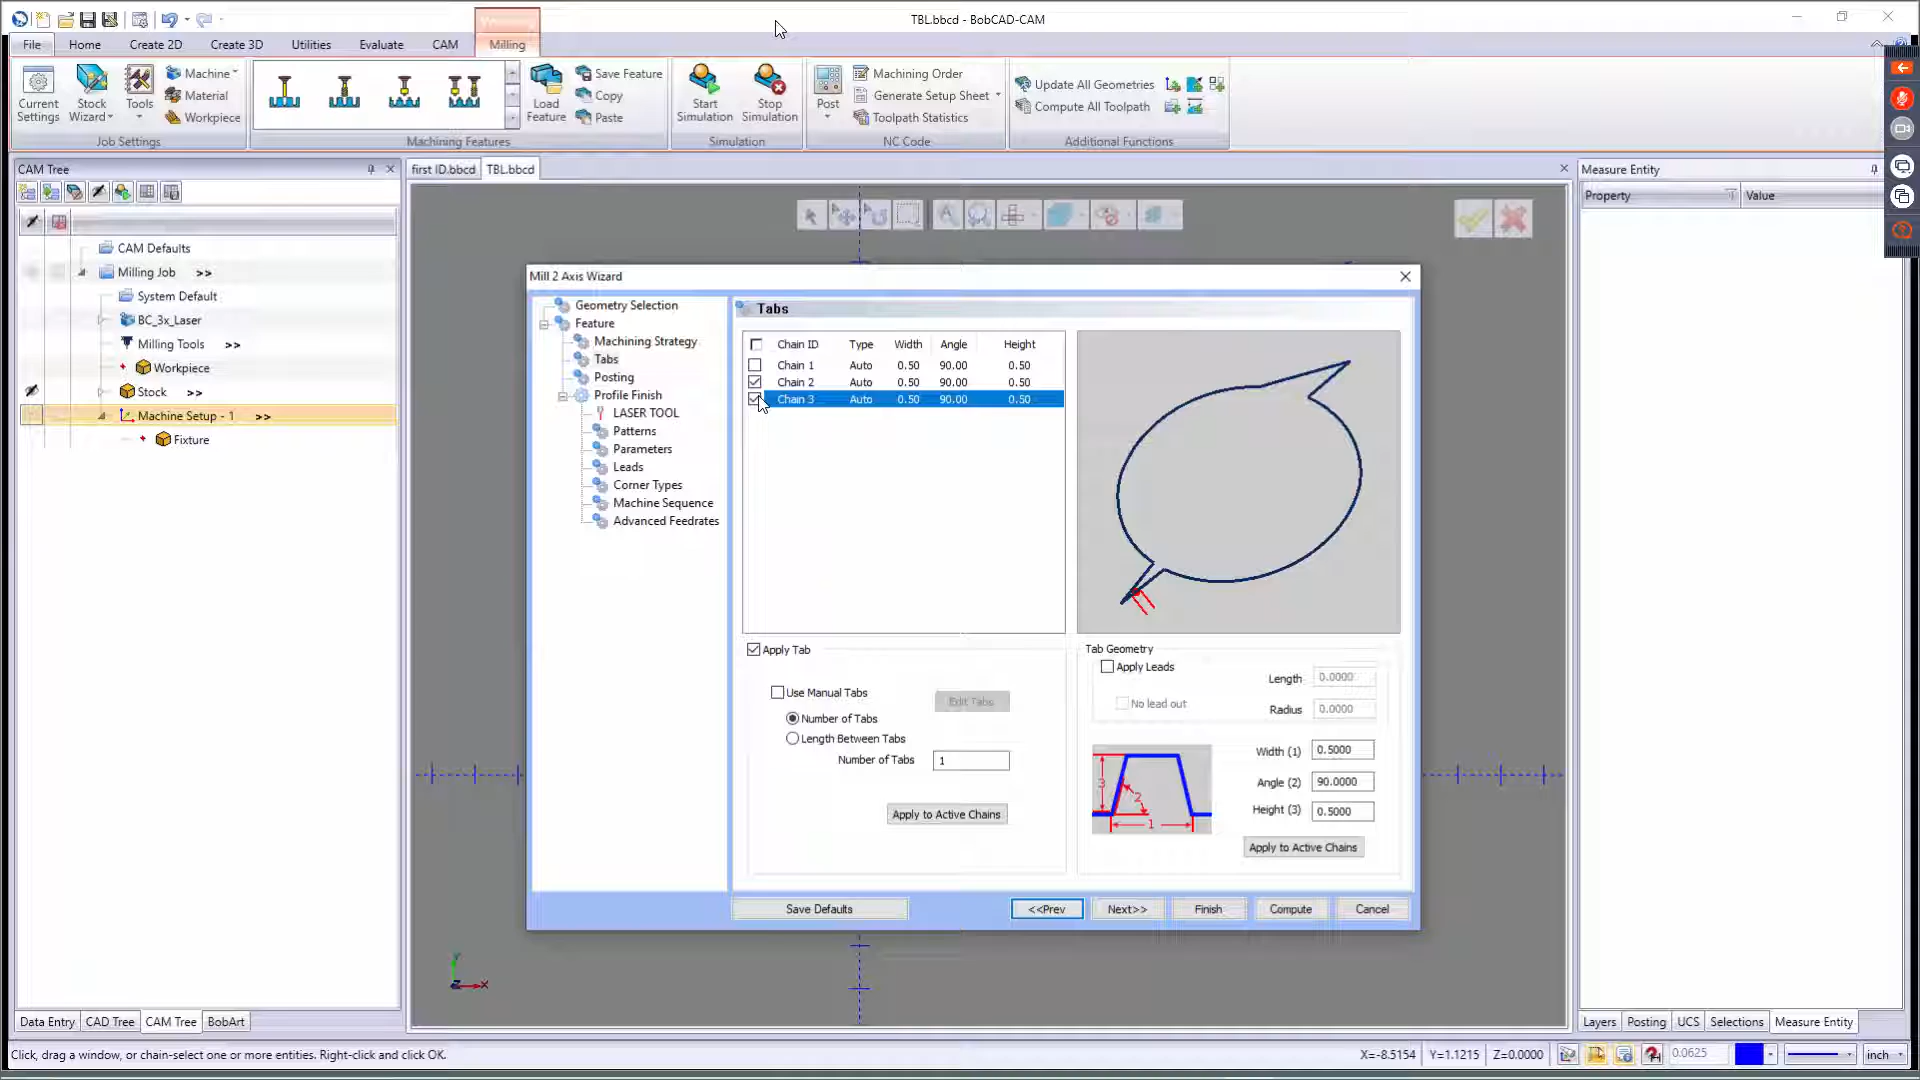 TBL.bbcd - BobCAD-CAM
File Home Create 2D Create 3D Utilities Evaluate CAM Milling
Current Settings
Stock Wizard
Tools
Machine
Material
Workpiece
Job Settings
Machining Features
Load Feature
Save Feature
Copy
Paste
Start Simulation
Stop Simulation
Simulation
Post
Machining Order
Generate Setup Sheet
Toolpath Statistics
NC Code
Update All Geometries
Compute All Toolpath
Additional Functions
CAM Tree
first ID.bbcd TBL.bbcd
Measure Entity
Property Value
CAM Defaults
Milling Job >>
System Default
BC_3x_Laser
Milling Tools >>
Workpiece
Stock >>
Machine Setup - 1 >>
Fixture
Mill 2 Axis Wizard
Geometry Selection
Feature
Machining Strategy
Tabs
Posting
Profile Finish
LASER TOOL
Patterns
Parameters
Leads
Corner Types
Machine Sequence
Advanced Feedrates
Tabs
Chain ID Type Width Angle Height
Chain 1 Auto 0.50 90.00 0.50
Chain 2 Auto 0.50 90.00 0.50
Chain 3 Auto 0.50 90.00 0.50
Apply Tab
Use Manual Tabs
Edit Tabs
Number of Tabs
Length Between Tabs
Number of Tabs 1
Apply to Active Chains
Tab Geometry
Apply Leads
No lead out
Length 0.0000
Radius 0.0000
3
2
1
Width (1) 0.5000
Angle (2) 90.0000
Height (3) 0.5000
Apply to Active Chains
Save Defaults <<Prev Next>> Finish Compute Cancel
Y
Z X
Data Entry CAD Tree CAM Tree BobArt
Layers Posting UCS Selections Measure Entity
Click, drag a window, or chain-select one or more entities. Right-click and click OK.
X=-8.5154 Y=1.1215 Z=0.0000 0.0625 inch